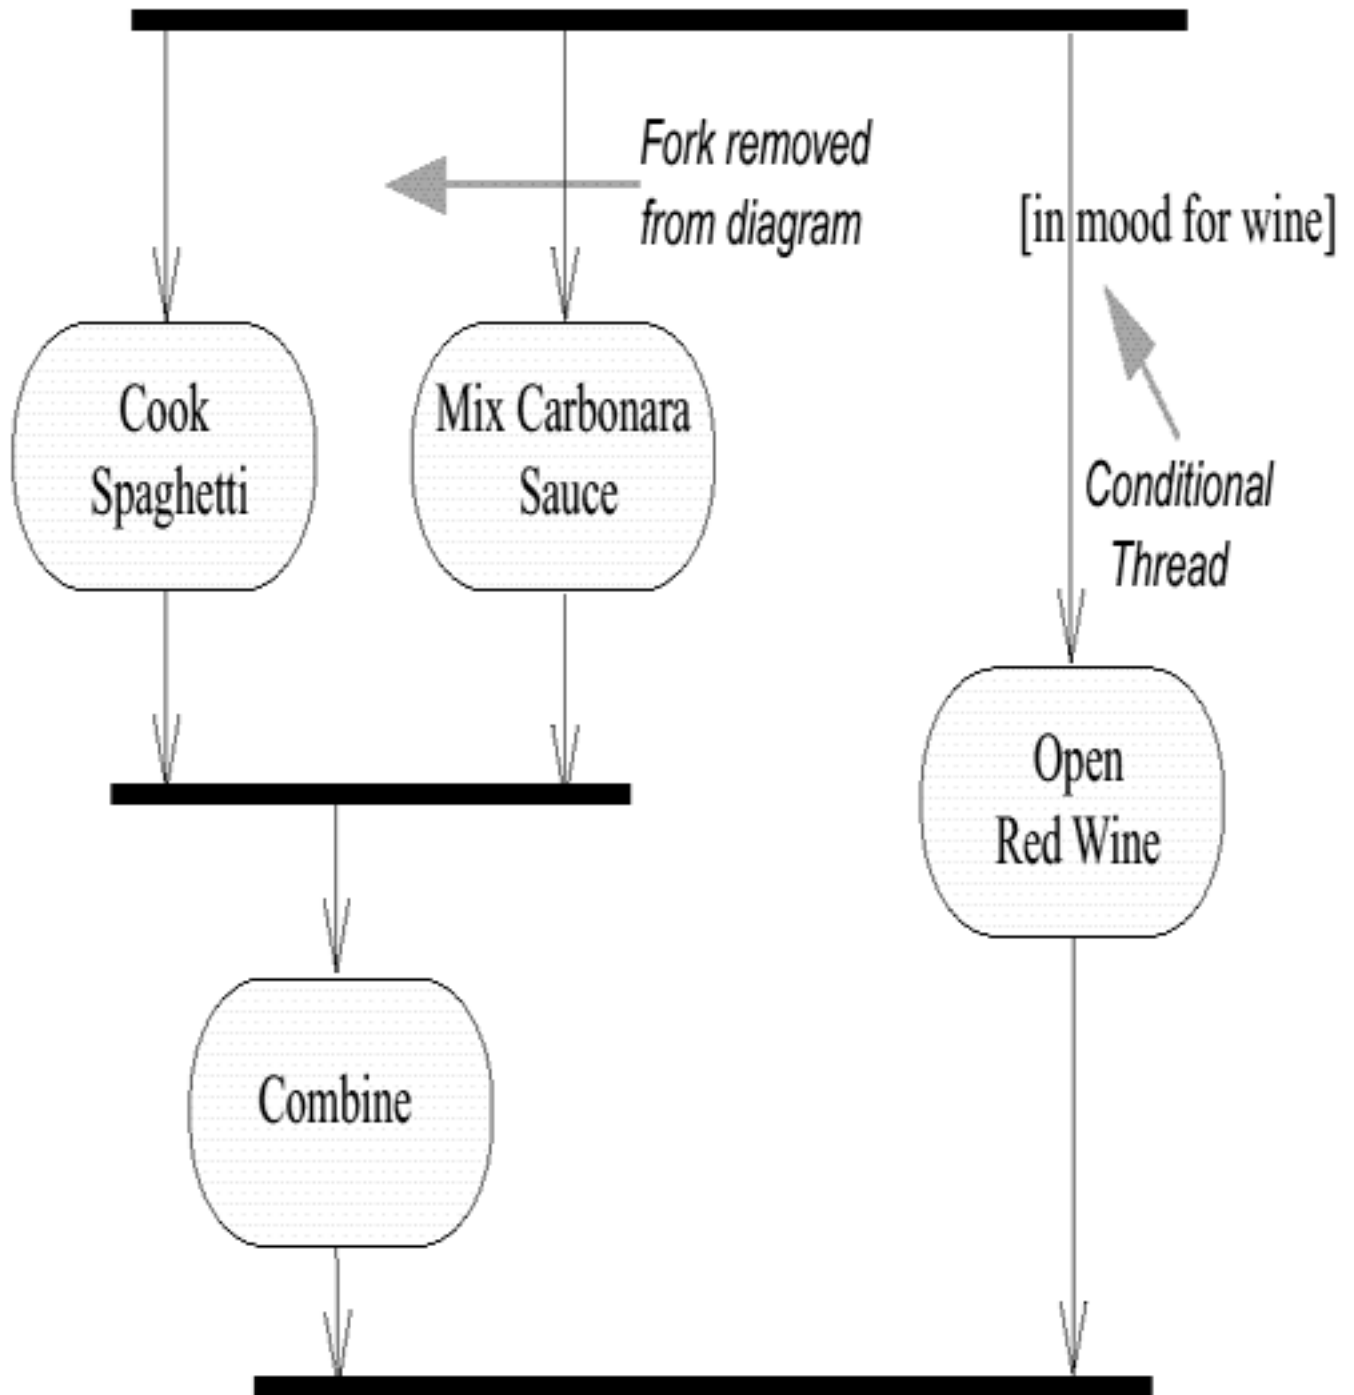 Fork removed
from diagram
[in mood for wine]
Cook
Spaghetti
Mix Carbonara
Sauce
Conditional
Thread
Open
Red Wine
Combine